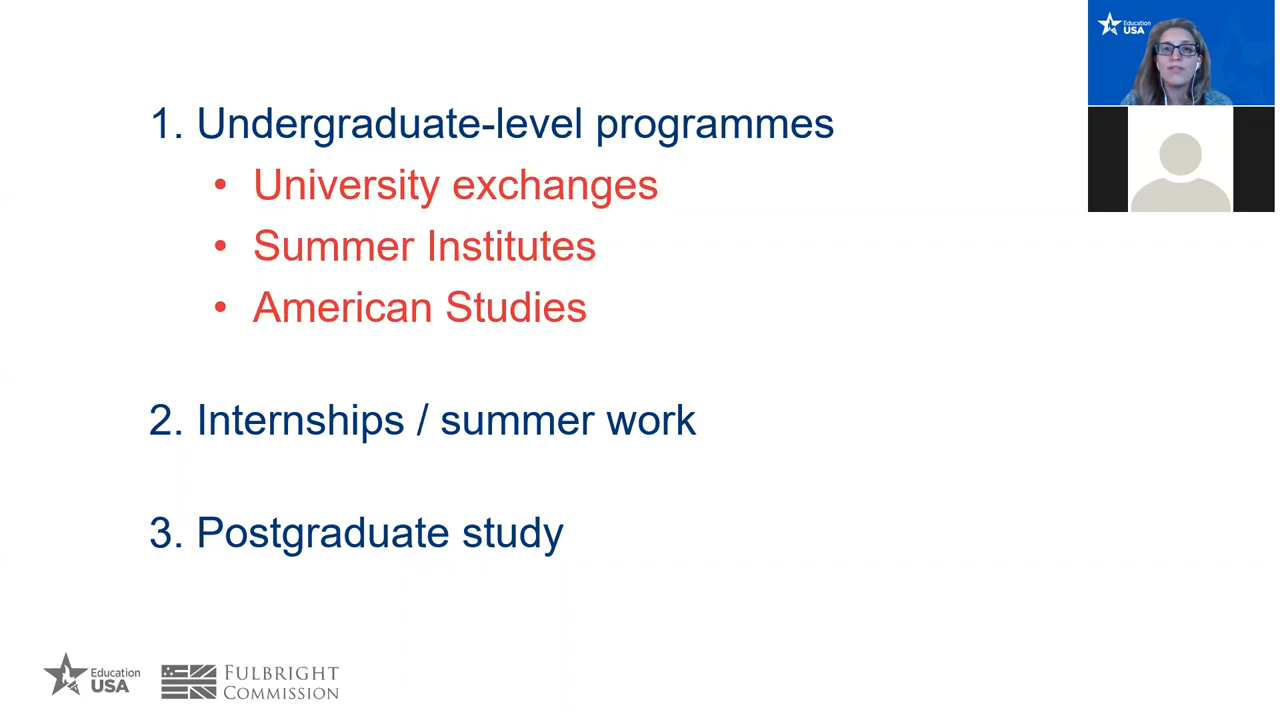 1. Undergraduate-level programmes
• University exchanges
• Summer Institutes
• American Studies
2. Internships / summer work
3. Postgraduate study
Education
USA
FULBRIGHT
COMMISSION
Education
USA